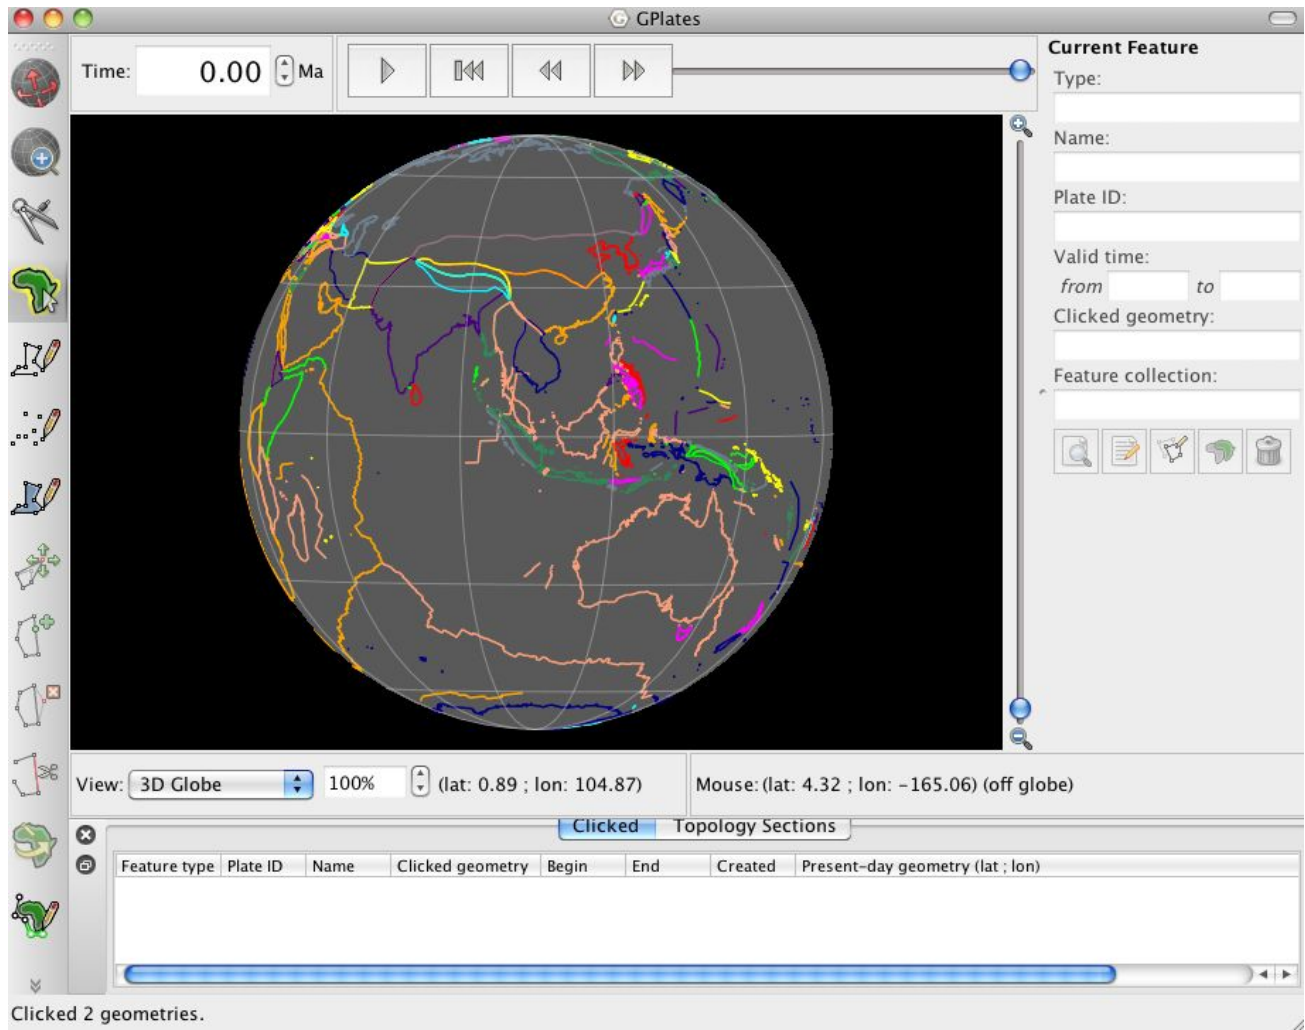 GPlates
Time: 0.00 Ma
Current Feature
Type:
Name:
Plate ID:
Valid time:
from to
Clicked geometry:
Feature collection:
View: 3D Globe 100% (lat: 0.89 ; lon: 104.87) Mouse: (lat: 4.32 ; lon: -165.06) (off globe)
Clicked Topology Sections
Feature type Plate ID Name Clicked geometry Begin End Created Present-day geometry (lat ; lon)
Clicked 2 geometries.